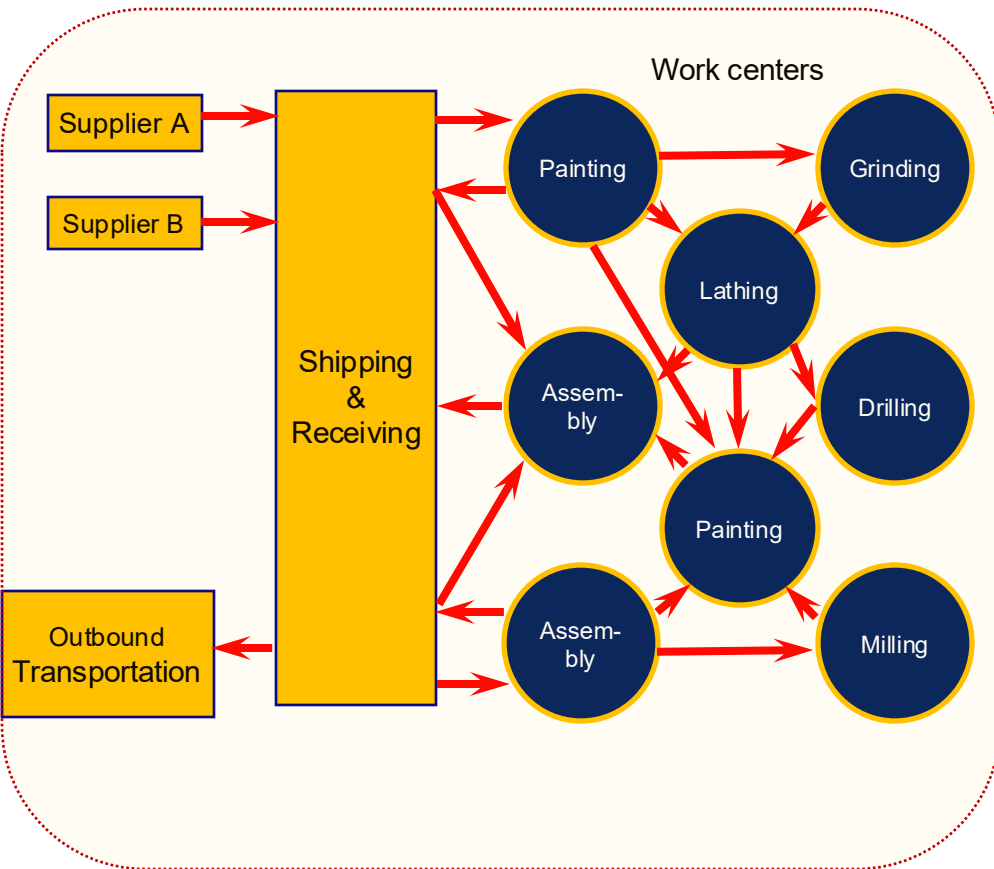 Work centers
Supplier A
Painting
Grinding
Supplier B
Lathing
Shipping
&
Receiving
Assem-
bly
Drilling
Painting
Outbound
Transportation
Assem-
bly
Milling